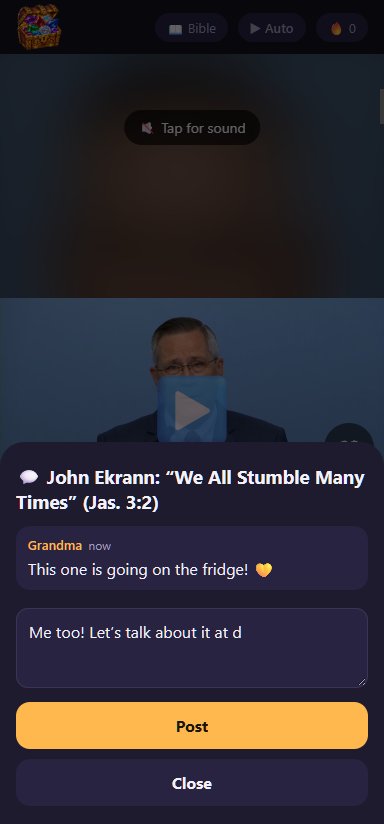 Bible
Auto
0
Tap for sound
John Ekrann: “We All Stumble Many
Times” (Jas. 3:2)
Grandma now
This one is going on the fridge! 🧡
Me too! Let’s talk about it at d
Post
Close